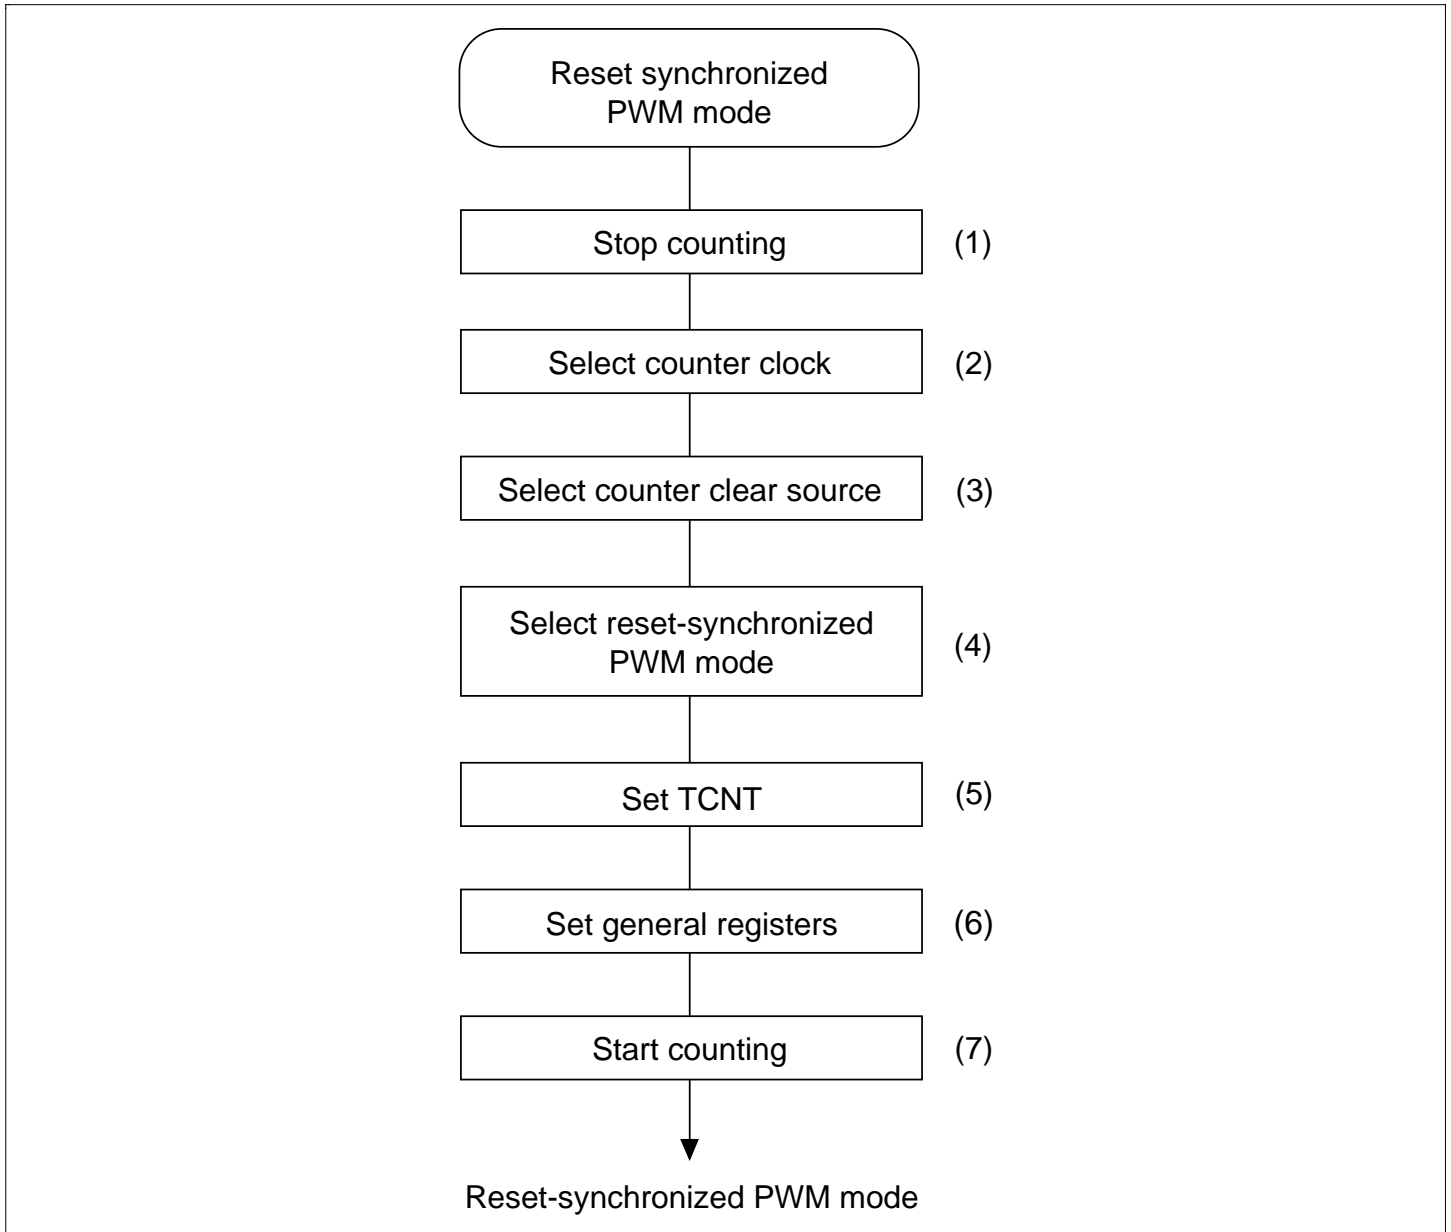 Reset synchronized
PWM mode
Stop counting (1)
Select counter clock (2)
Select counter clear source (3)
Select reset-synchronized
PWM mode (4)
Set TCNT (5)
Set general registers (6)
Start counting (7)
Reset-synchronized PWM mode